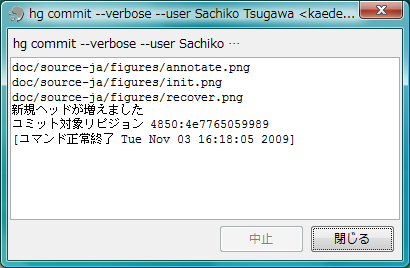 hg commit --verbose --user Sachiko Tsugawa <kaede...
hg commit --verbose --user Sachiko ...
doc/source-ja/figures/annotate.png
doc/source-ja/figures/init.png
doc/source-ja/figures/recover.png
新規ヘッドが増えました
コミット対象リビジョン 4850:4e7765059989
[コマンド正常終了 Tue Nov 03 16:18:05 2009]
中止
閉じる